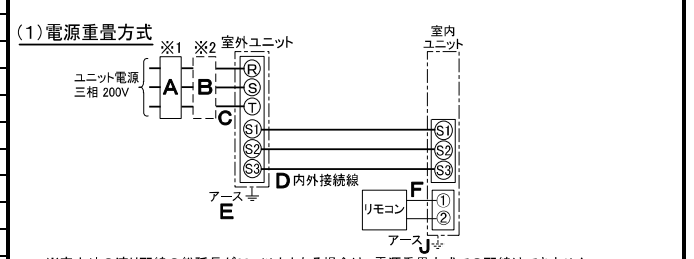 (1)電源重畳方式
※1 ※2 室外ユニット
室内
ユニット
ユニット電源
三相 200V
A B
R
S
T
C
S1 S1
S2 S2
S3 S3
D 内外接続線
アース
E
F
リモコン
①
②
アース J